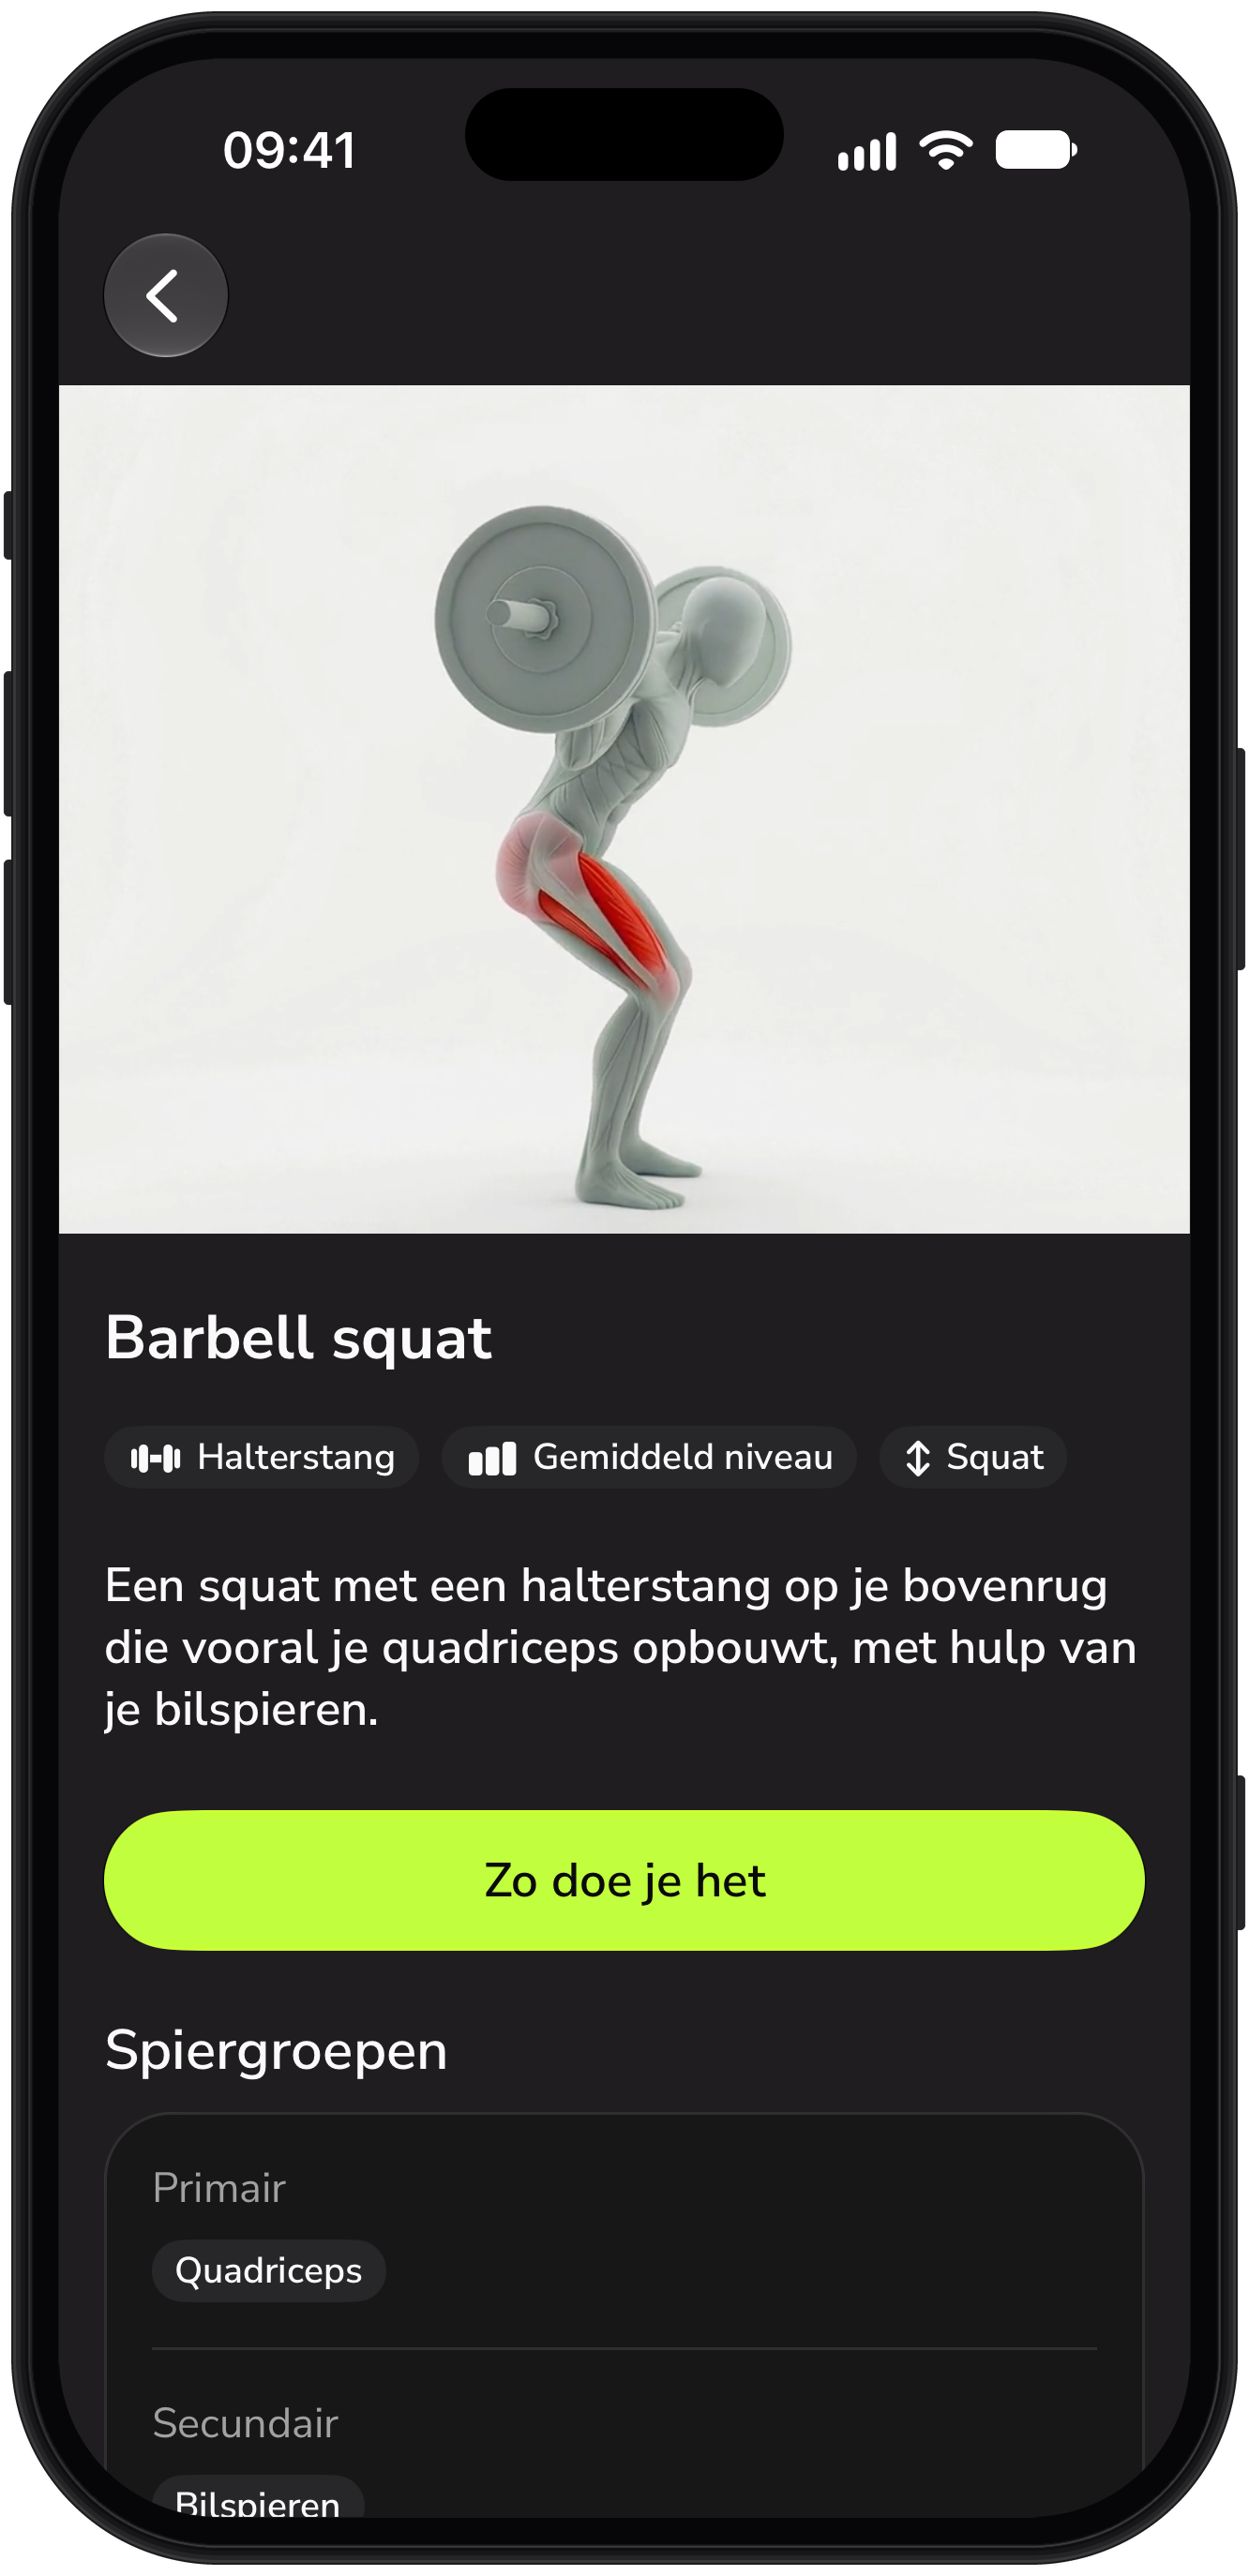 09:41
Barbell squat
Halterstang
Gemiddeld niveau
Squat
Een squat met een halterstang op je bovenrug
die vooral je quadriceps opbouwt, met hulp van
je bilspieren.
Zo doe je het
Spiergroepen
Primair
Quadriceps
Secundair
Bilspieren